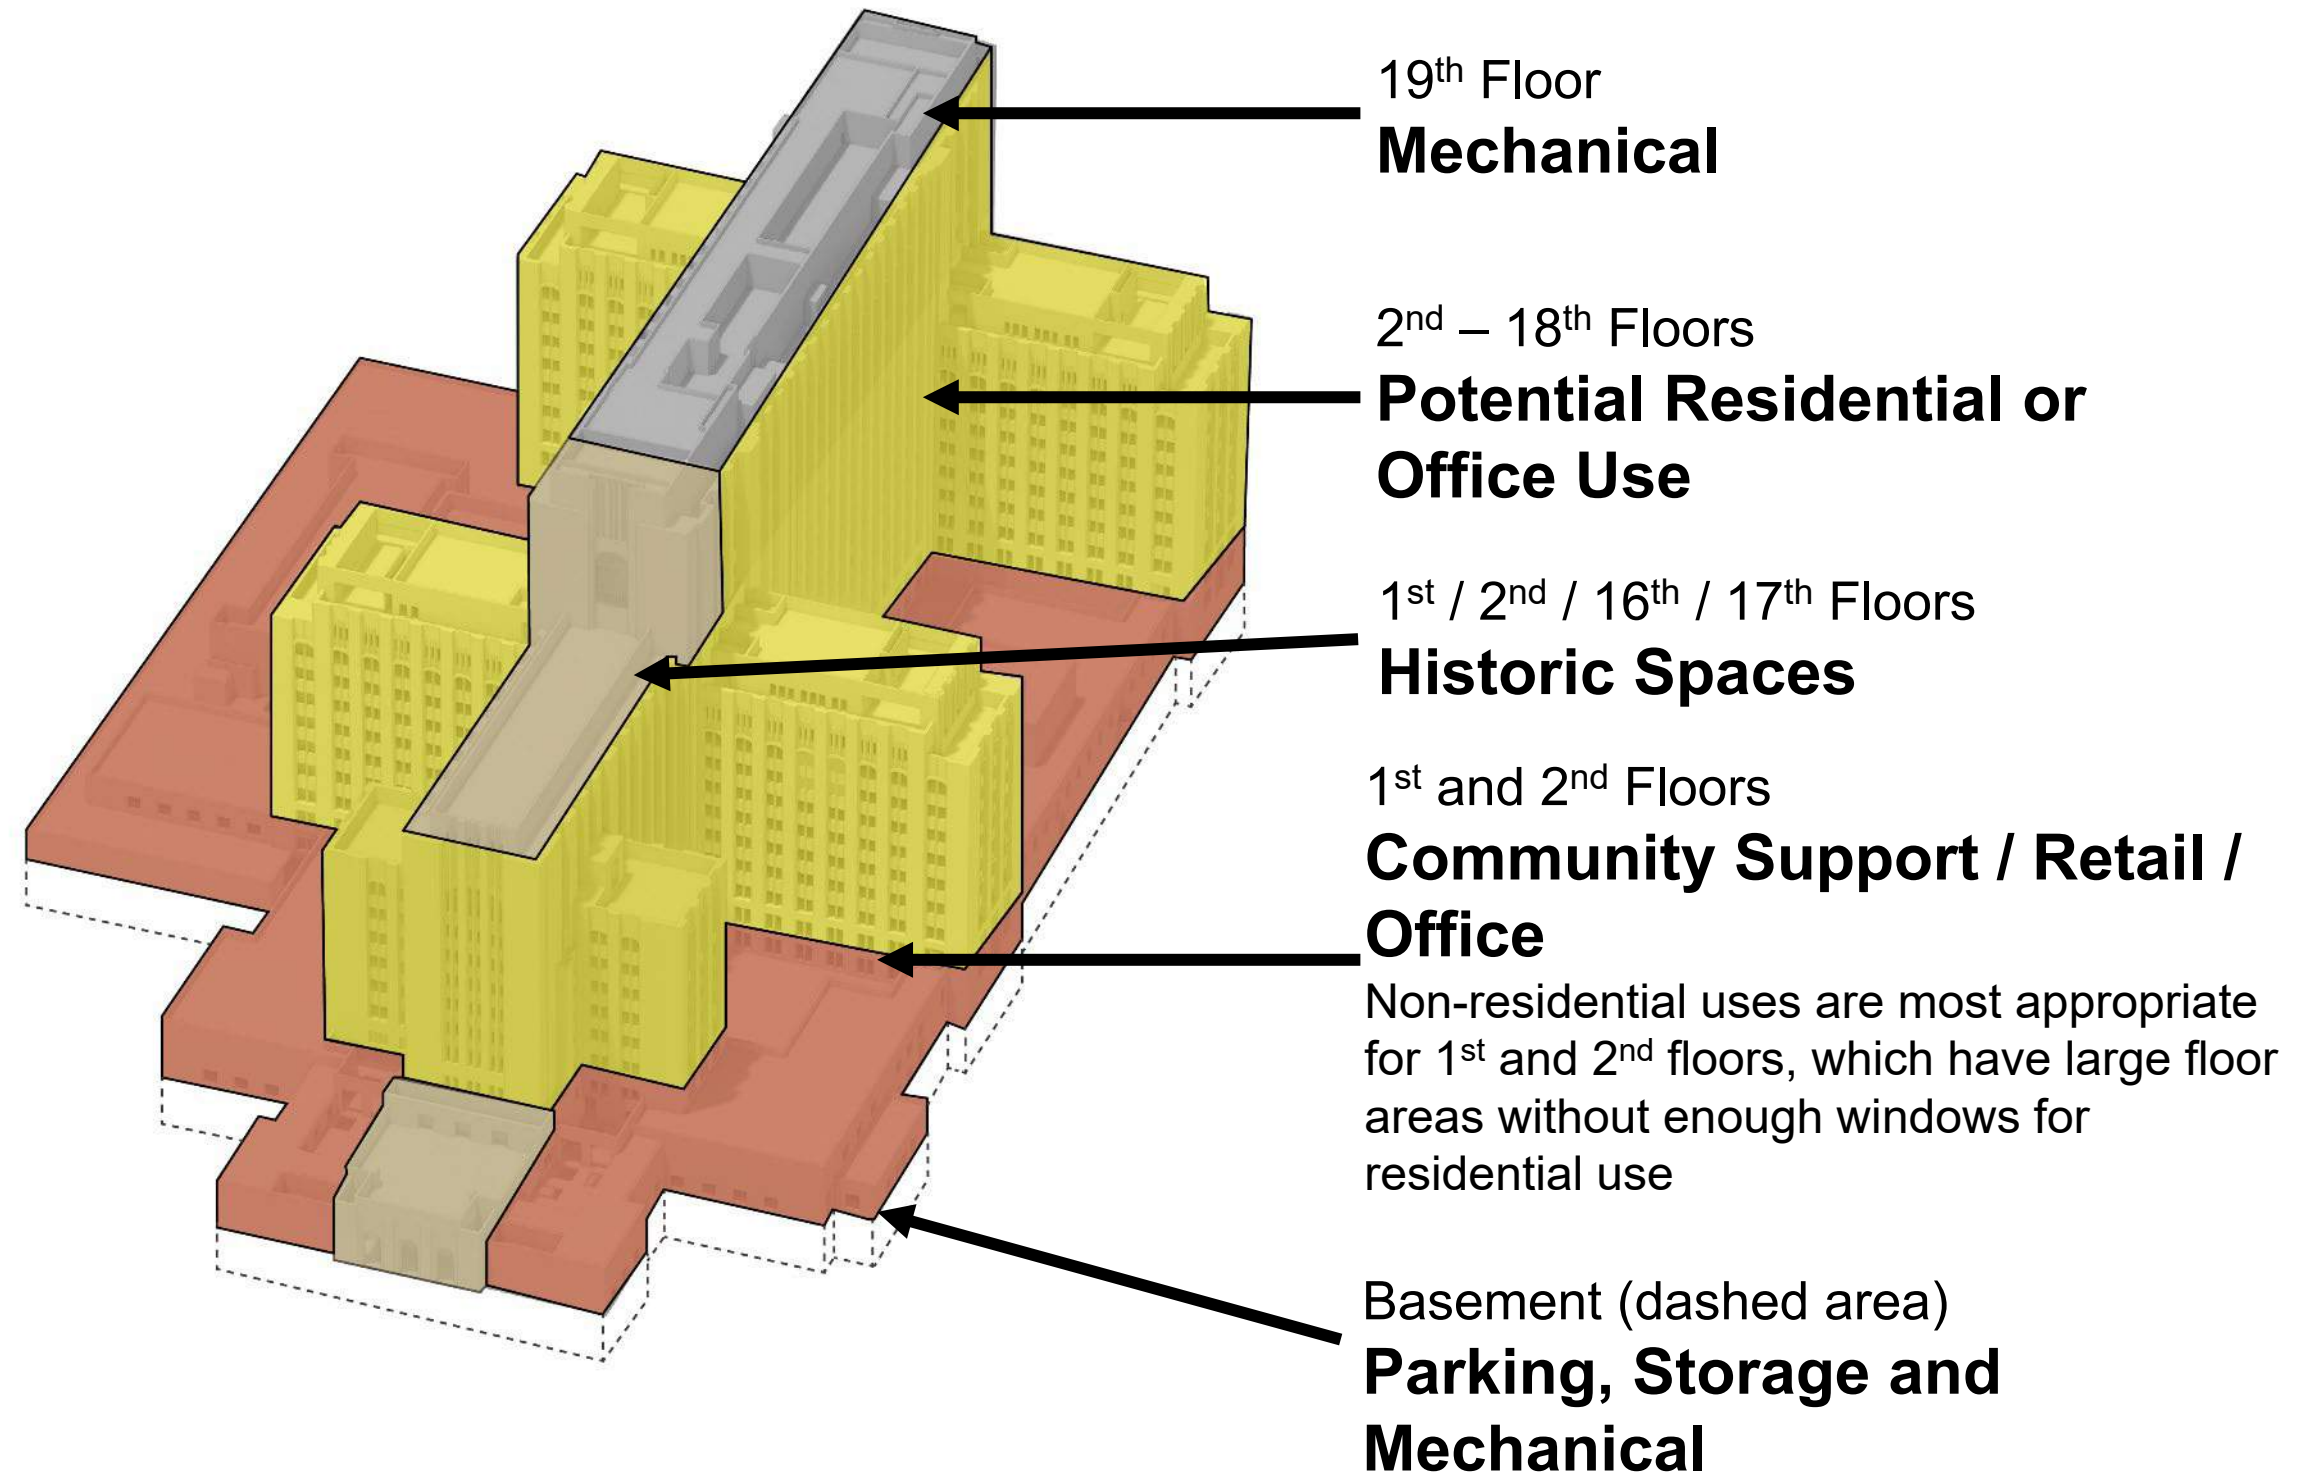 19th Floor
Mechanical
2nd – 18th Floors
Potential Residential or
Office Use
1st / 2nd / 16th / 17th Floors
Historic Spaces
1st and 2nd Floors
Community Support / Retail /
Office
Non-residential uses are most appropriate
for 1st and 2nd floors, which have large floor
areas without enough windows for
residential use
Basement (dashed area)
Parking, Storage and
Mechanical